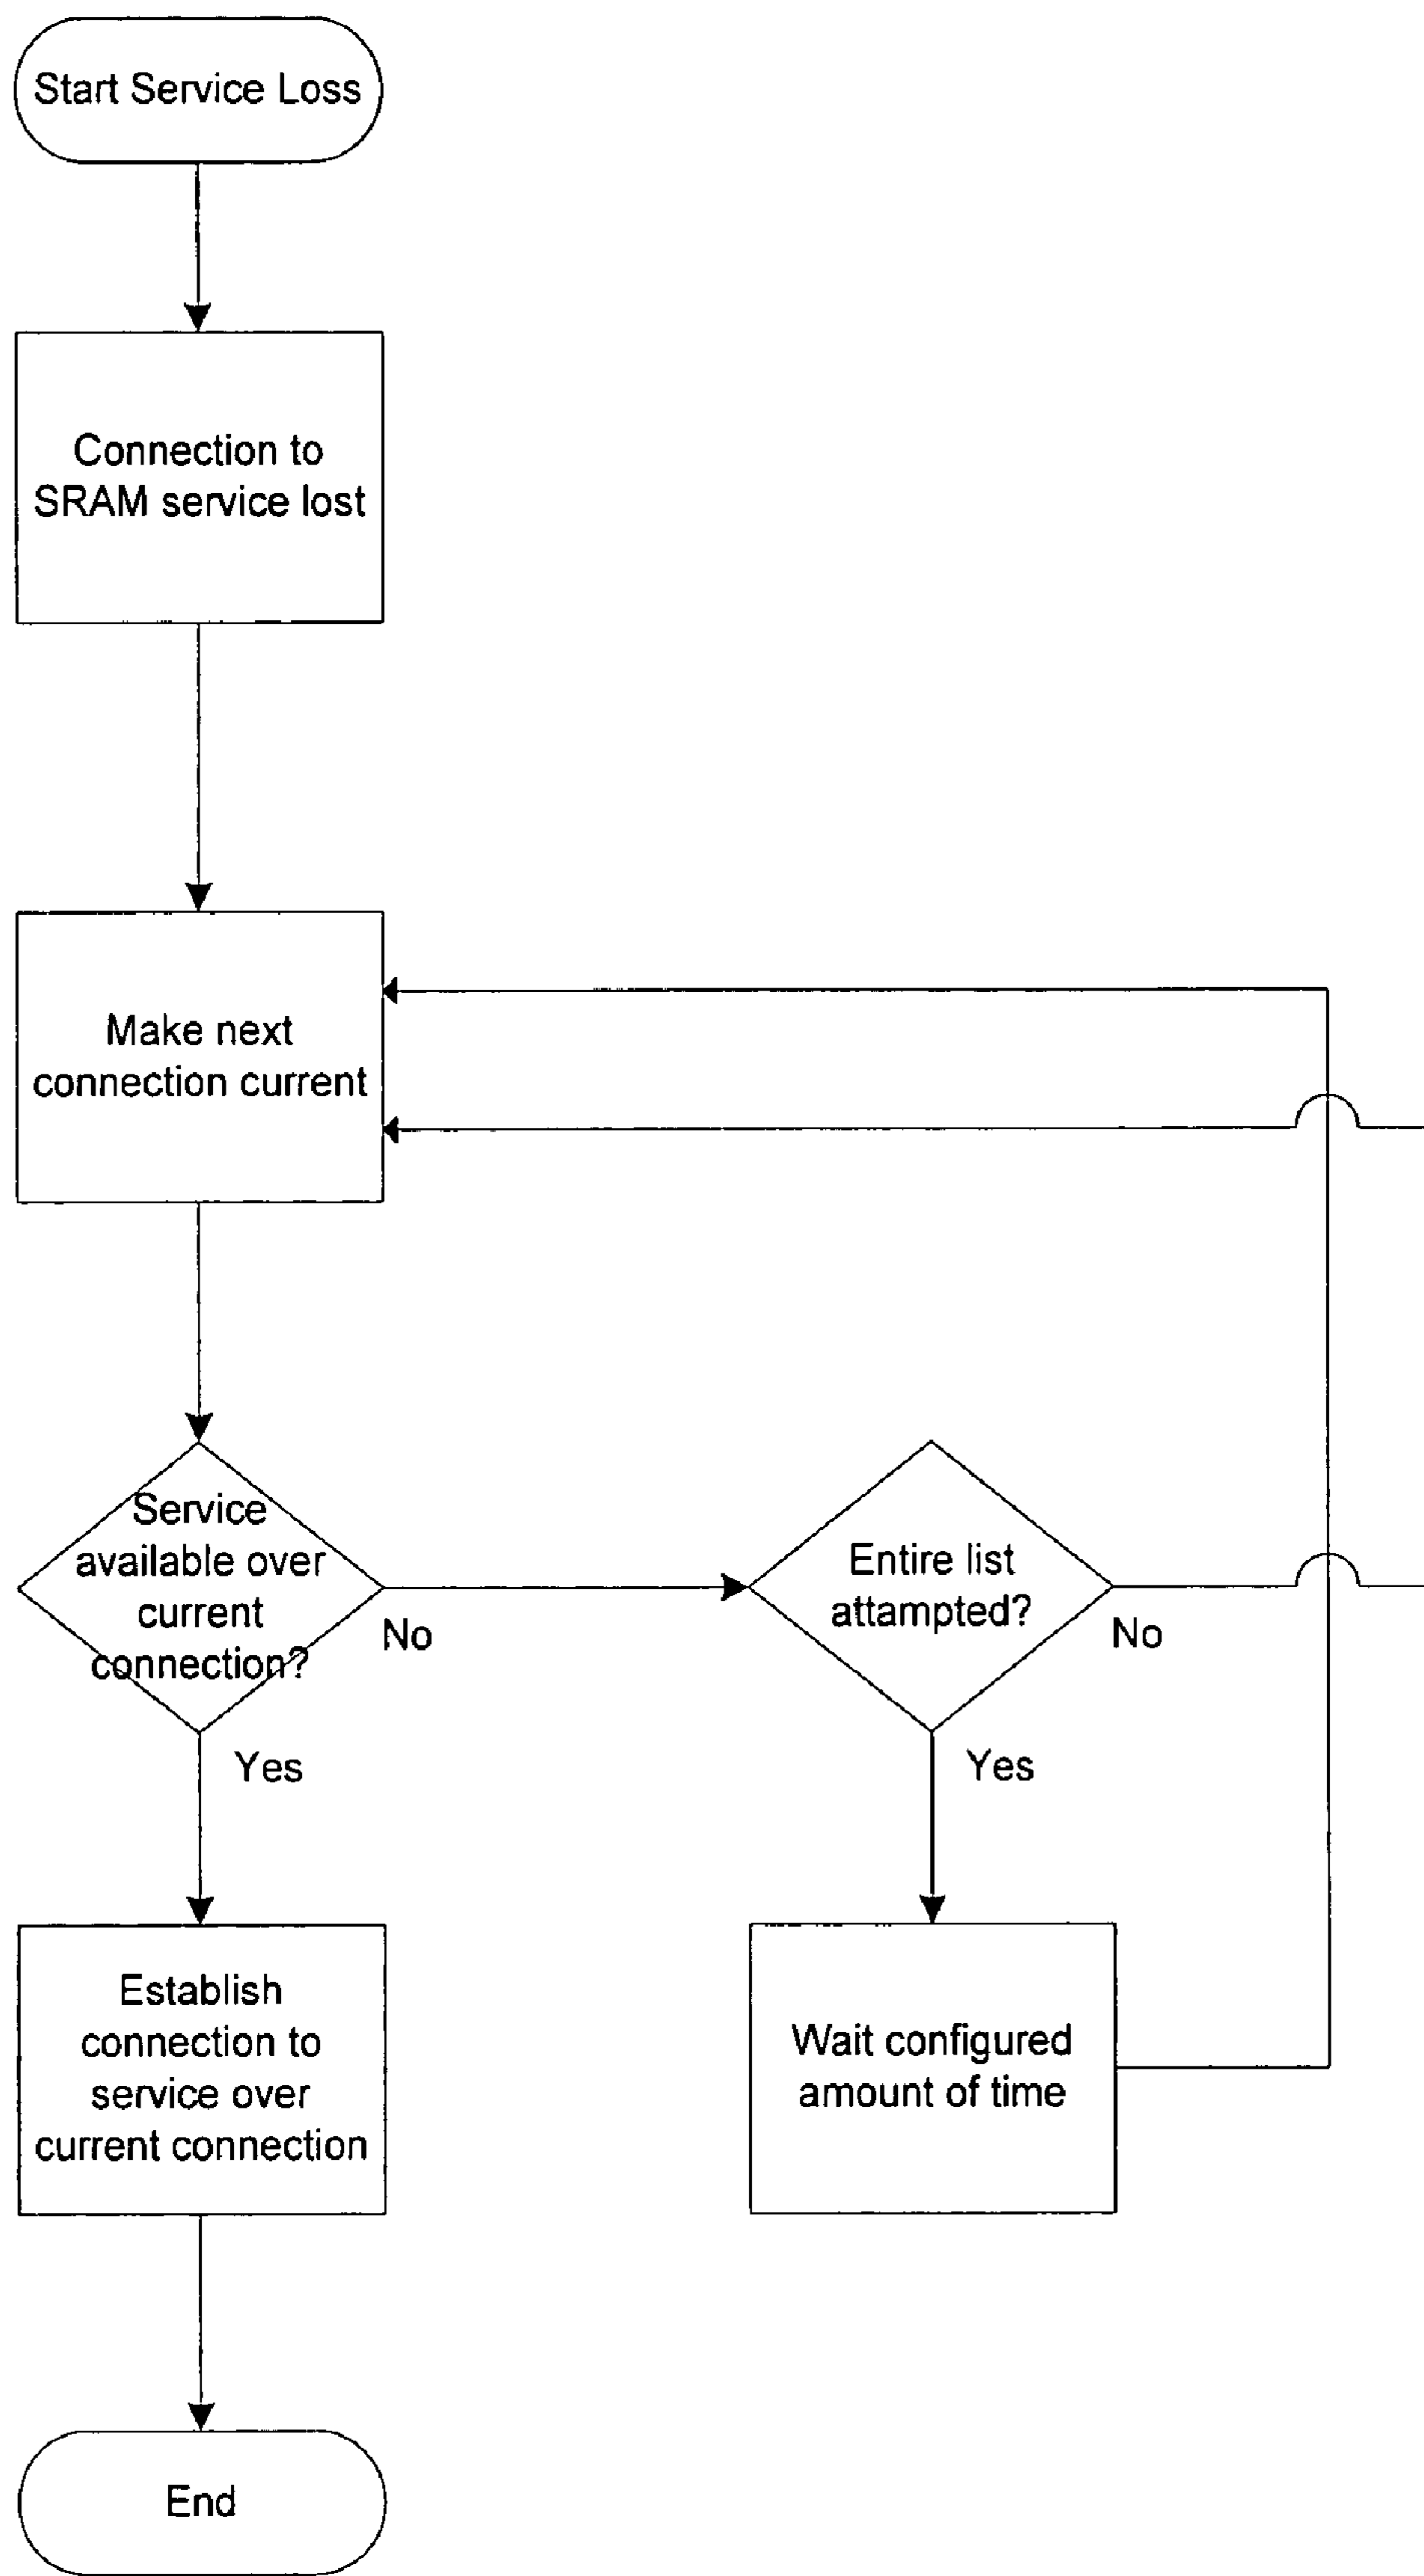 Start Service Loss
Connection to
SRAM service lost
Make next
connection current
Service
available over
current
connection?
No
Yes
Entire list
attampted?
No
Yes
Establish
connection to
service over
current connection
Wait configured
amount of time
End